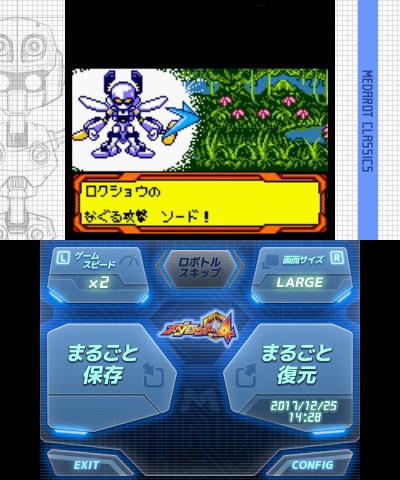 MEDAROT CLASSICS
ロクショウの
なぐる攻撃 ソード!
L ゲーム
スピード
×2
ロボトル
スキップ
画面サイズ R
LARGE
メダロット4
まるごと
保存
まるごと
復元
2017/12/25
14:28
EXIT
CONFIG